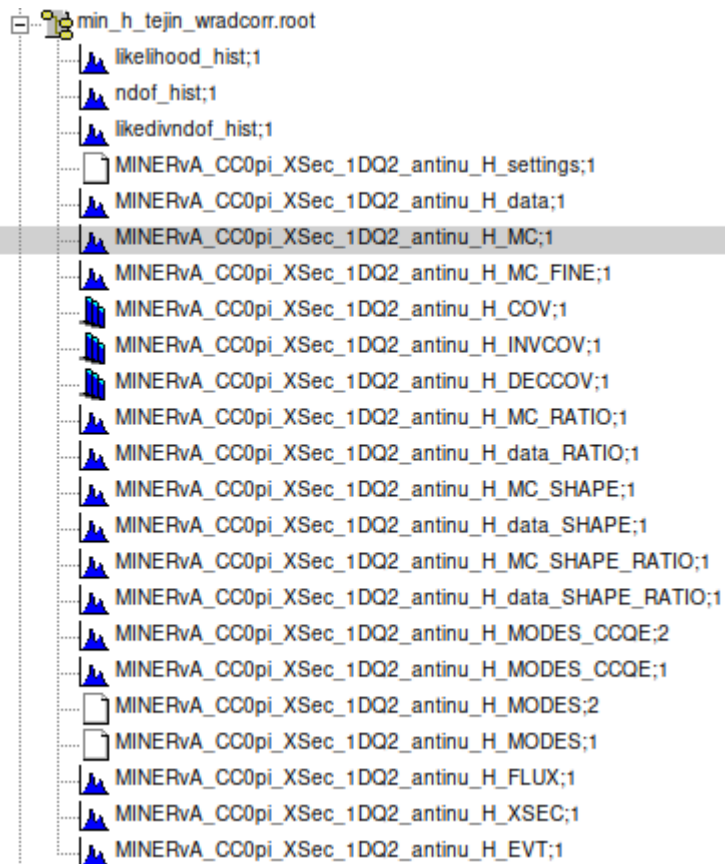 min_h_tejin_wradcorr.root
likelihood_hist;1
ndof_hist;1
likedivndof_hist;1
MINERvA_CC0pi_XSec_1DQ2_antinu_H_settings;1
MINERvA_CC0pi_XSec_1DQ2_antinu_H_data;1
MINERvA_CC0pi_XSec_1DQ2_antinu_H_MC;1
MINERvA_CC0pi_XSec_1DQ2_antinu_H_MC_FINE;1
MINERvA_CC0pi_XSec_1DQ2_antinu_H_COV;1
MINERvA_CC0pi_XSec_1DQ2_antinu_H_INVCOV;1
MINERvA_CC0pi_XSec_1DQ2_antinu_H_DECCOV;1
MINERvA_CC0pi_XSec_1DQ2_antinu_H_MC_RATIO;1
MINERvA_CC0pi_XSec_1DQ2_antinu_H_data_RATIO;1
MINERvA_CC0pi_XSec_1DQ2_antinu_H_MC_SHAPE;1
MINERvA_CC0pi_XSec_1DQ2_antinu_H_data_SHAPE;1
MINERvA_CC0pi_XSec_1DQ2_antinu_H_MC_SHAPE_RATIO;1
MINERvA_CC0pi_XSec_1DQ2_antinu_H_data_SHAPE_RATIO;1
MINERvA_CC0pi_XSec_1DQ2_antinu_H_MODES_CCQE;2
MINERvA_CC0pi_XSec_1DQ2_antinu_H_MODES_CCQE;1
MINERvA_CC0pi_XSec_1DQ2_antinu_H_MODES;2
MINERvA_CC0pi_XSec_1DQ2_antinu_H_MODES;1
MINERvA_CC0pi_XSec_1DQ2_antinu_H_FLUX;1
MINERvA_CC0pi_XSec_1DQ2_antinu_H_XSEC;1
MINERvA_CC0pi_XSec_1DQ2_antinu_H_EVT;1